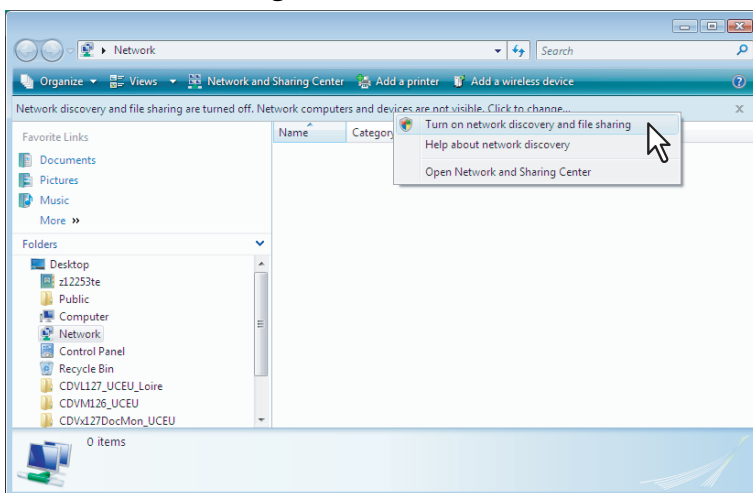 Network
Search
Organize Views Network and Sharing Center Add a printer Add a wireless device
Network discovery and file sharing are turned off. Network computers and devices are not visible. Click to change...
Turn on network discovery and file sharing
Help about network discovery
Open Network and Sharing Center
Favorite Links
Name Category
Documents
Pictures
Music
More »
Folders
Desktop
z12253te
Public
Computer
Network
Control Panel
Recycle Bin
CDVL127_UCEU_Loire
CDVM126_UCEU
CDVx127DocMon_UCEU
0 items